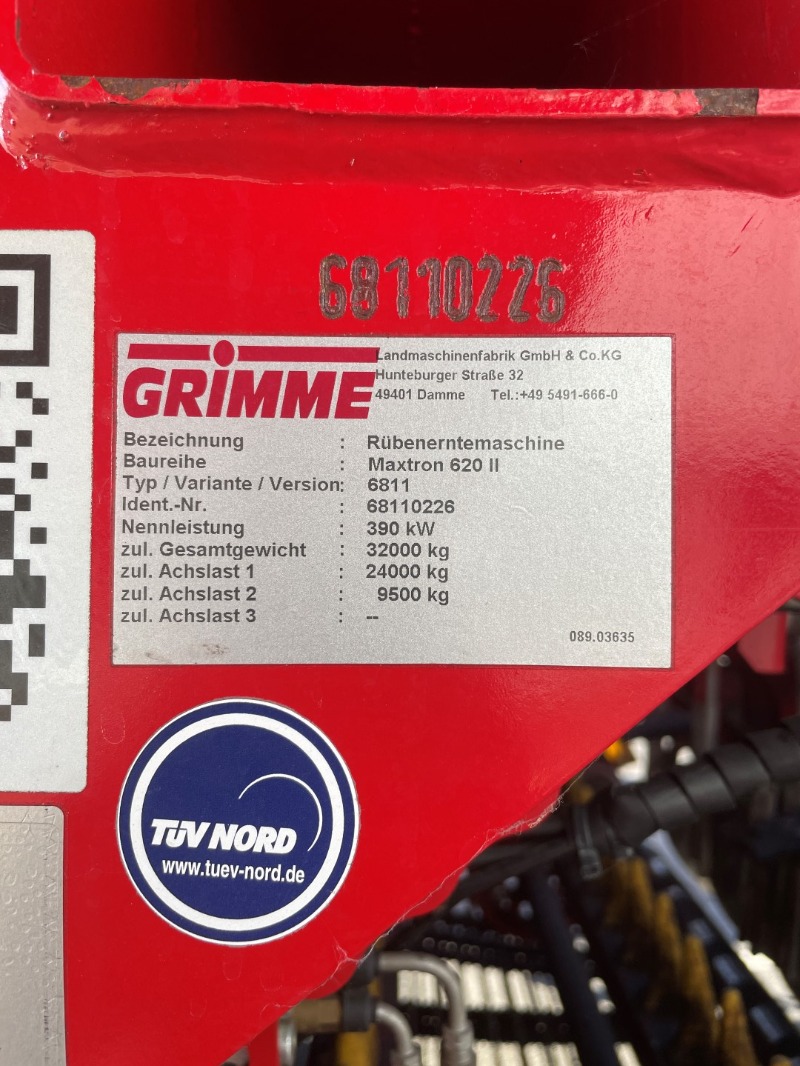 68110226
GRIMME
Landmaschinenfabrik GmbH & Co.KG
Hunteburger Straße 32
49401 Damme Tel.:+49 5491-666-0
Bezeichnung : Rübenerntemaschine
Baureihe : Maxtron 620 II
Typ / Variante / Version: 6811
Ident.-Nr. : 68110226
Nennleistung : 390 kW
zul. Gesamtgewicht : 32000 kg
zul. Achslast 1 : 24000 kg
zul. Achslast 2 : 9500 kg
zul. Achslast 3 : --
089.03635
TÜV NORD
www.tuev-nord.de